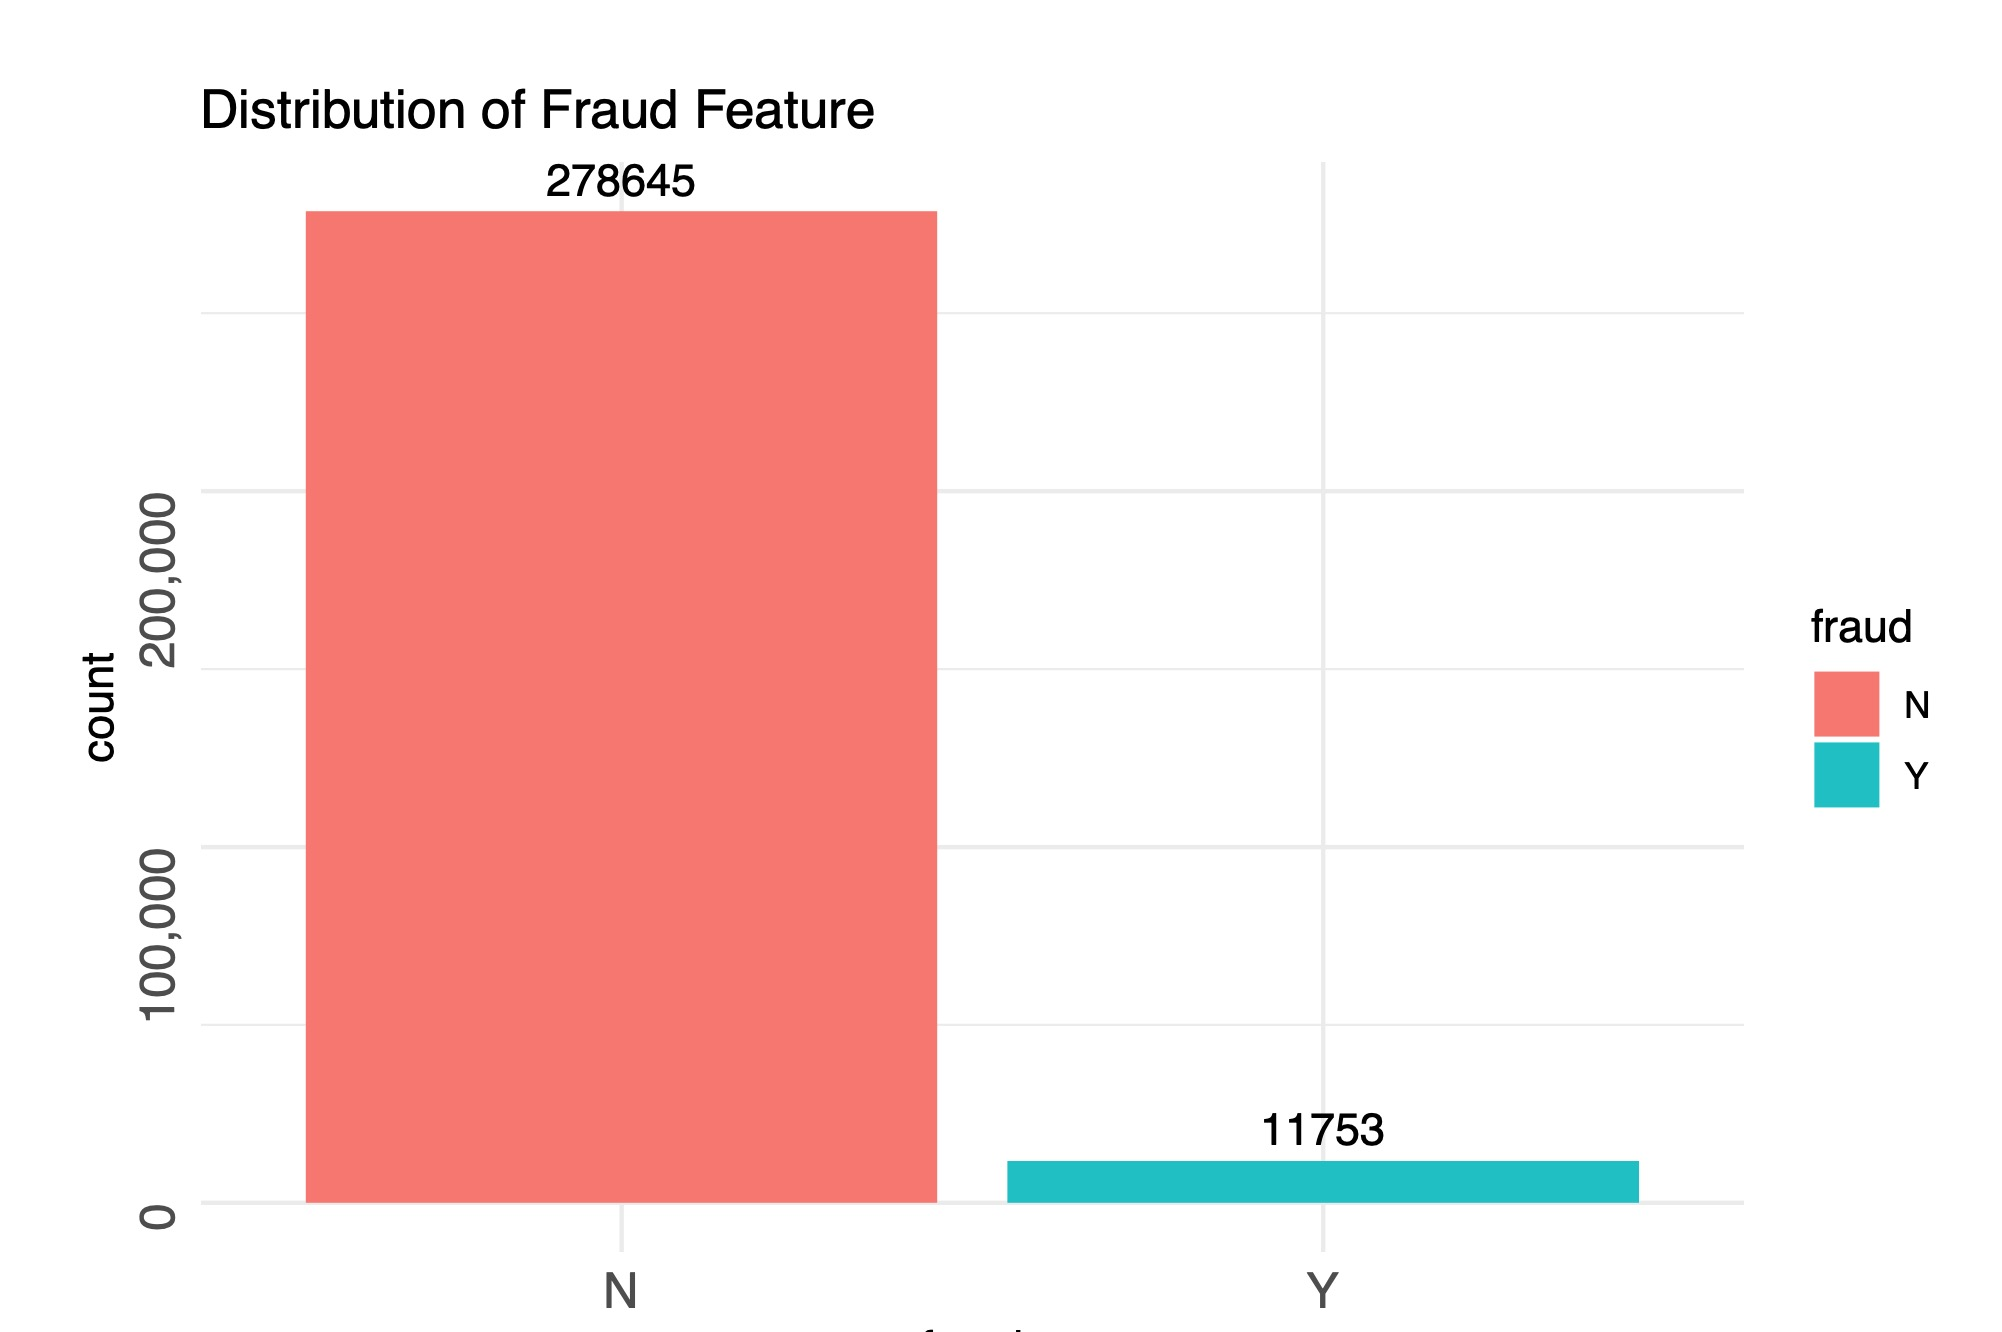 Distribution of Fraud Feature
278645
200,000
100,000
0
count
11753
N
Y
fraud
N
Y